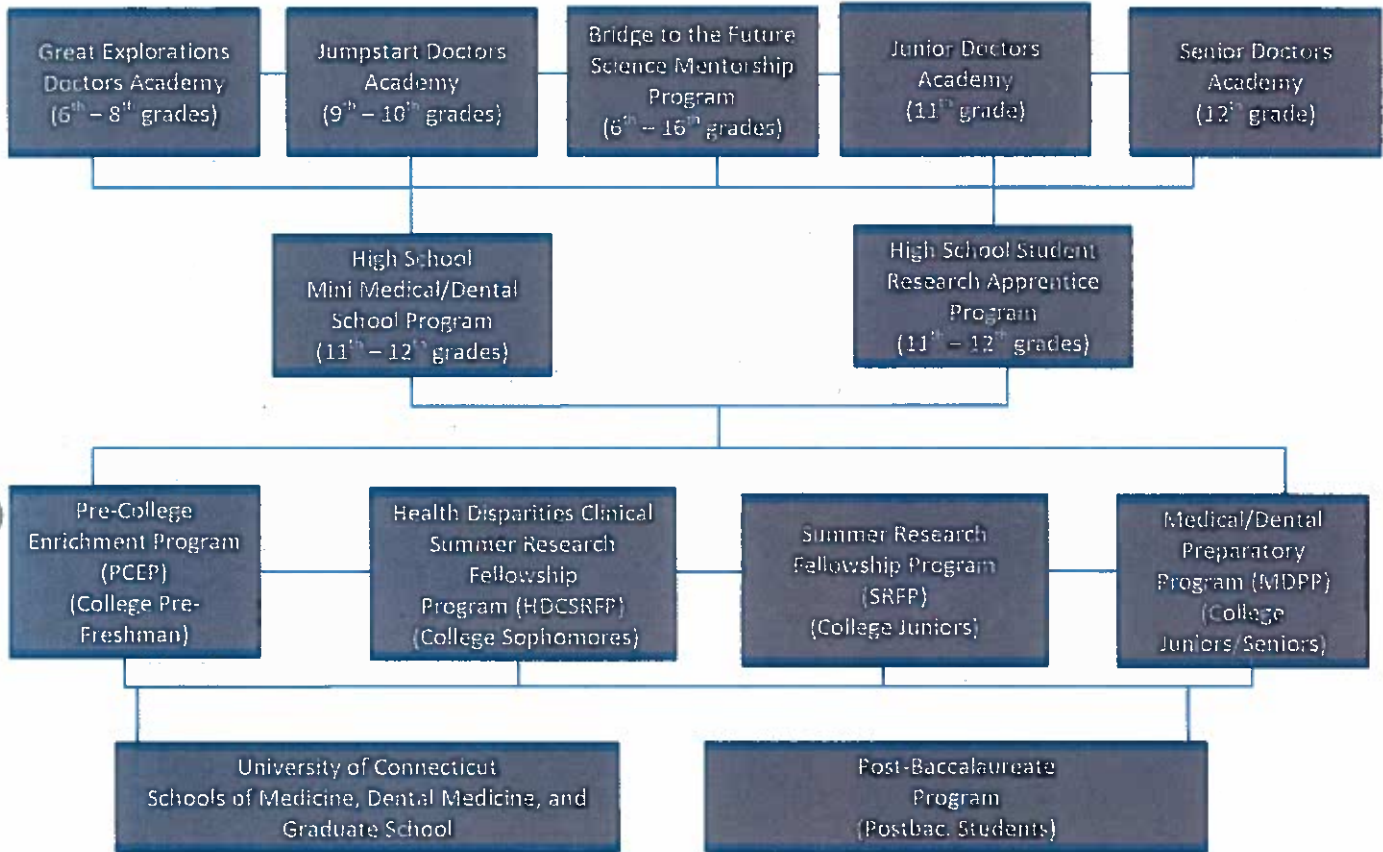 Great Explorations
Doctors Academy
(6th – 8th grades)
Jumpstart Doctors
Academy
(9th – 10th grades)
Bridge to the Future
Science Mentorship
Program
(6th – 16th grades)
Junior Doctors
Academy
(11th grade)
Senior Doctors
Academy
(12th grade)
High School
Mini Medical/Dental
School Program
(11th – 12th grades)
High School Student
Research Apprentice
Program
(11th – 12th grades)
Pre-College
Enrichment Program
(PCEP)
(College Pre-
Freshman)
Health Disparities Clinical
Summer Research
Fellowship
Program (HDCSRFP)
(College Sophomores)
Summer Research
Fellowship Program
(SRFP)
(College Juniors)
Medical/Dental
Preparatory
Program (MDPP)
(College
Juniors/Seniors)
University of Connecticut
Schools of Medicine, Dental Medicine, and
Graduate School
Post-Baccalaureate
Program
(Postbac. Students)